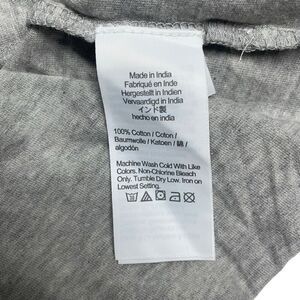 Made in India
Fabriqué en Inde
Hergestellt in Indien
Vervaardigd in India
インド製
hecho en india
100% Cotton / Coton /
Baumwolle / Katoen / 綿 /
algodón
Machine Wash Cold With Like
Colors. Non-Chlorine Bleach
Only. Tumble Dry Low. Iron on
Lowest Setting.